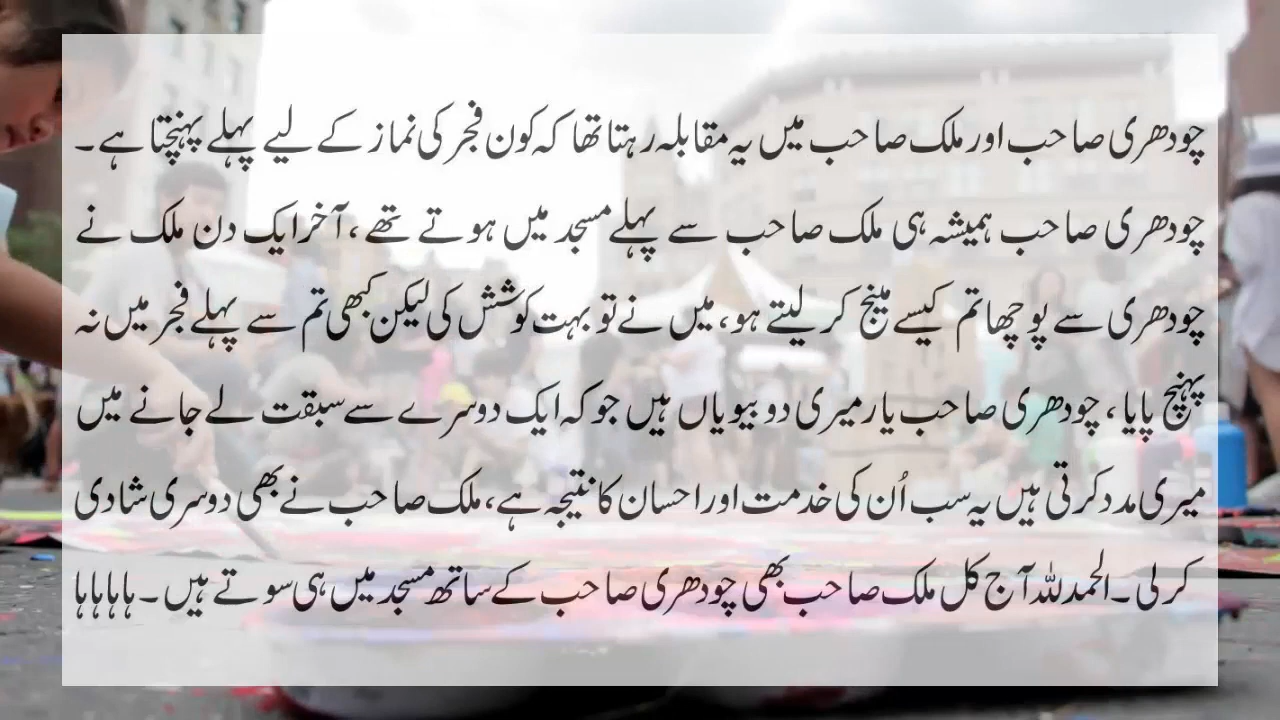 چودھری صاحب اور ملک صاحب میں یہ مقابلہ رہتا تھا کہ کون فجر کی نماز کے لیے پہلے پہنچتا ہے۔
چودھری صاحب ہمیشہ ہی ملک صاحب سے پہلے مسجد میں ہوتے تھے، آخر ایک دن ملک نے
چودھری سے پوچھا تم کیسے مینج کر لیتے ہو، میں نے تو بہت کوشش کی لیکن کبھی تم سے پہلے فجر میں نہ
پہنچ پایا، چودھری صاحب یار میری دو بیویاں ہیں جو کہ ایک دوسرے سے سبقت لے جانے میں
میری مدد کرتی ہیں یہ سب اُن کی خدمت اور احسان کا نتیجہ ہے، ملک صاحب نے بھی دوسری شادی
کر لی۔ الحمدللہ آج کل ملک صاحب بھی چودھری صاحب کے ساتھ مسجد میں ہی سوتے ہیں۔ ہاہاہاہا